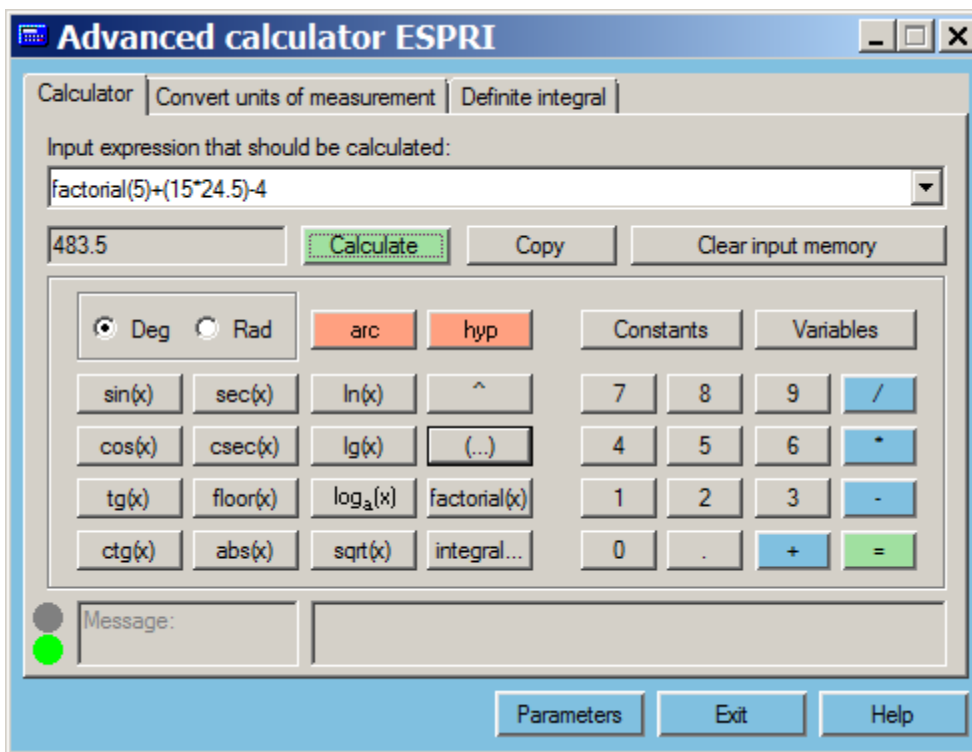 Advanced calculator ESPRI
Calculator Convert units of measurement Definite integral
Input expression that should be calculated:
factorial(5)+(15*24.5)-4
483.5 Calculate Copy Clear input memory
Deg Rad arc hyp Constants Variables
sin(x) sec(x) ln(x) ^ 7 8 9 /
cos(x) csec(x) lg(x) (...) 4 5 6 *
tg(x) floor(x) logₐ(x) factorial(x) 1 2 3 -
ctg(x) abs(x) sqrt(x) integral... 0 . + =
Message:
Parameters Exit Help